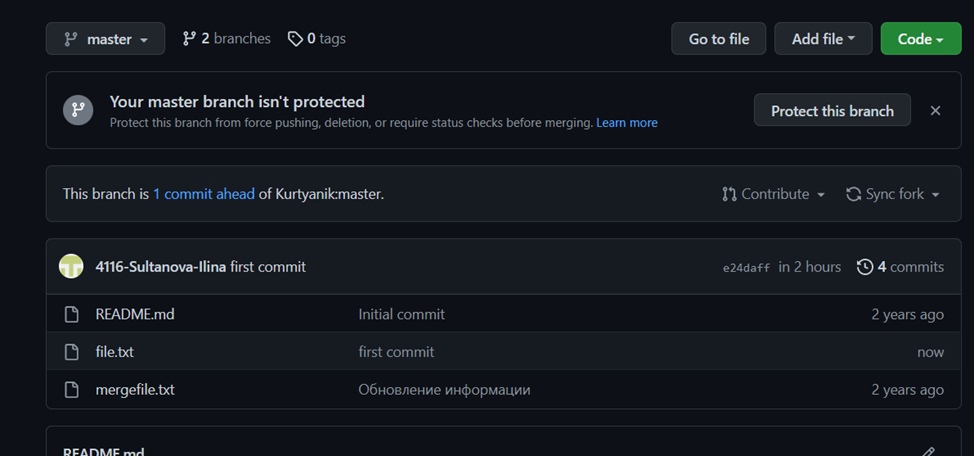 master 2 branches 0 tags Go to file Add file Code
Your master branch isn't protected
Protect this branch from force pushing, deletion, or require status checks before merging. Learn more
Protect this branch
This branch is 1 commit ahead of Kurtyanik:master. Contribute Sync fork
4116-Sultanova-Ilina first commit e24daff in 2 hours 4 commits
README.md Initial commit 2 years ago
file.txt first commit now
mergefile.txt Обновление информации 2 years ago
README.md